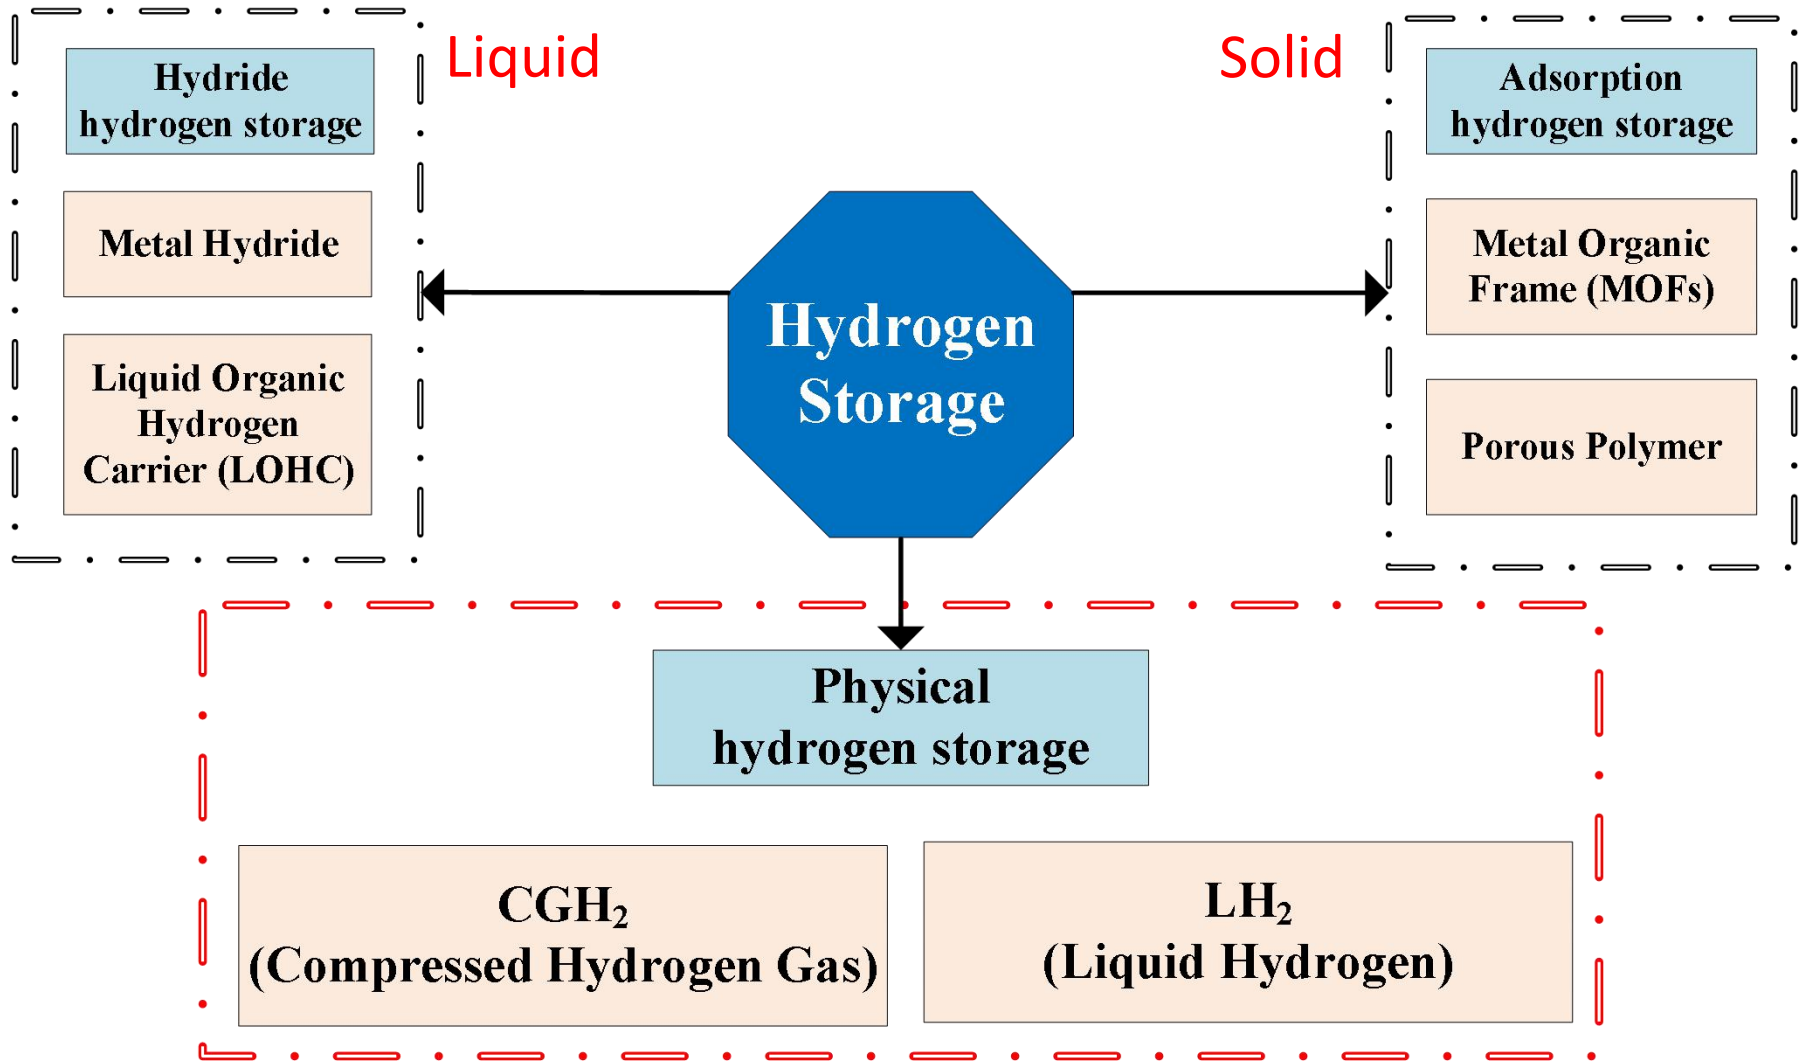 Liquid
Solid
Hydride
hydrogen storage
Metal Hydride
Liquid Organic
Hydrogen
Carrier (LOHC)
Hydrogen
Storage
Adsorption
hydrogen storage
Metal Organic
Frame (MOFs)
Porous Polymer
Physical
hydrogen storage
CGH₂
(Compressed Hydrogen Gas)
LH₂
(Liquid Hydrogen)